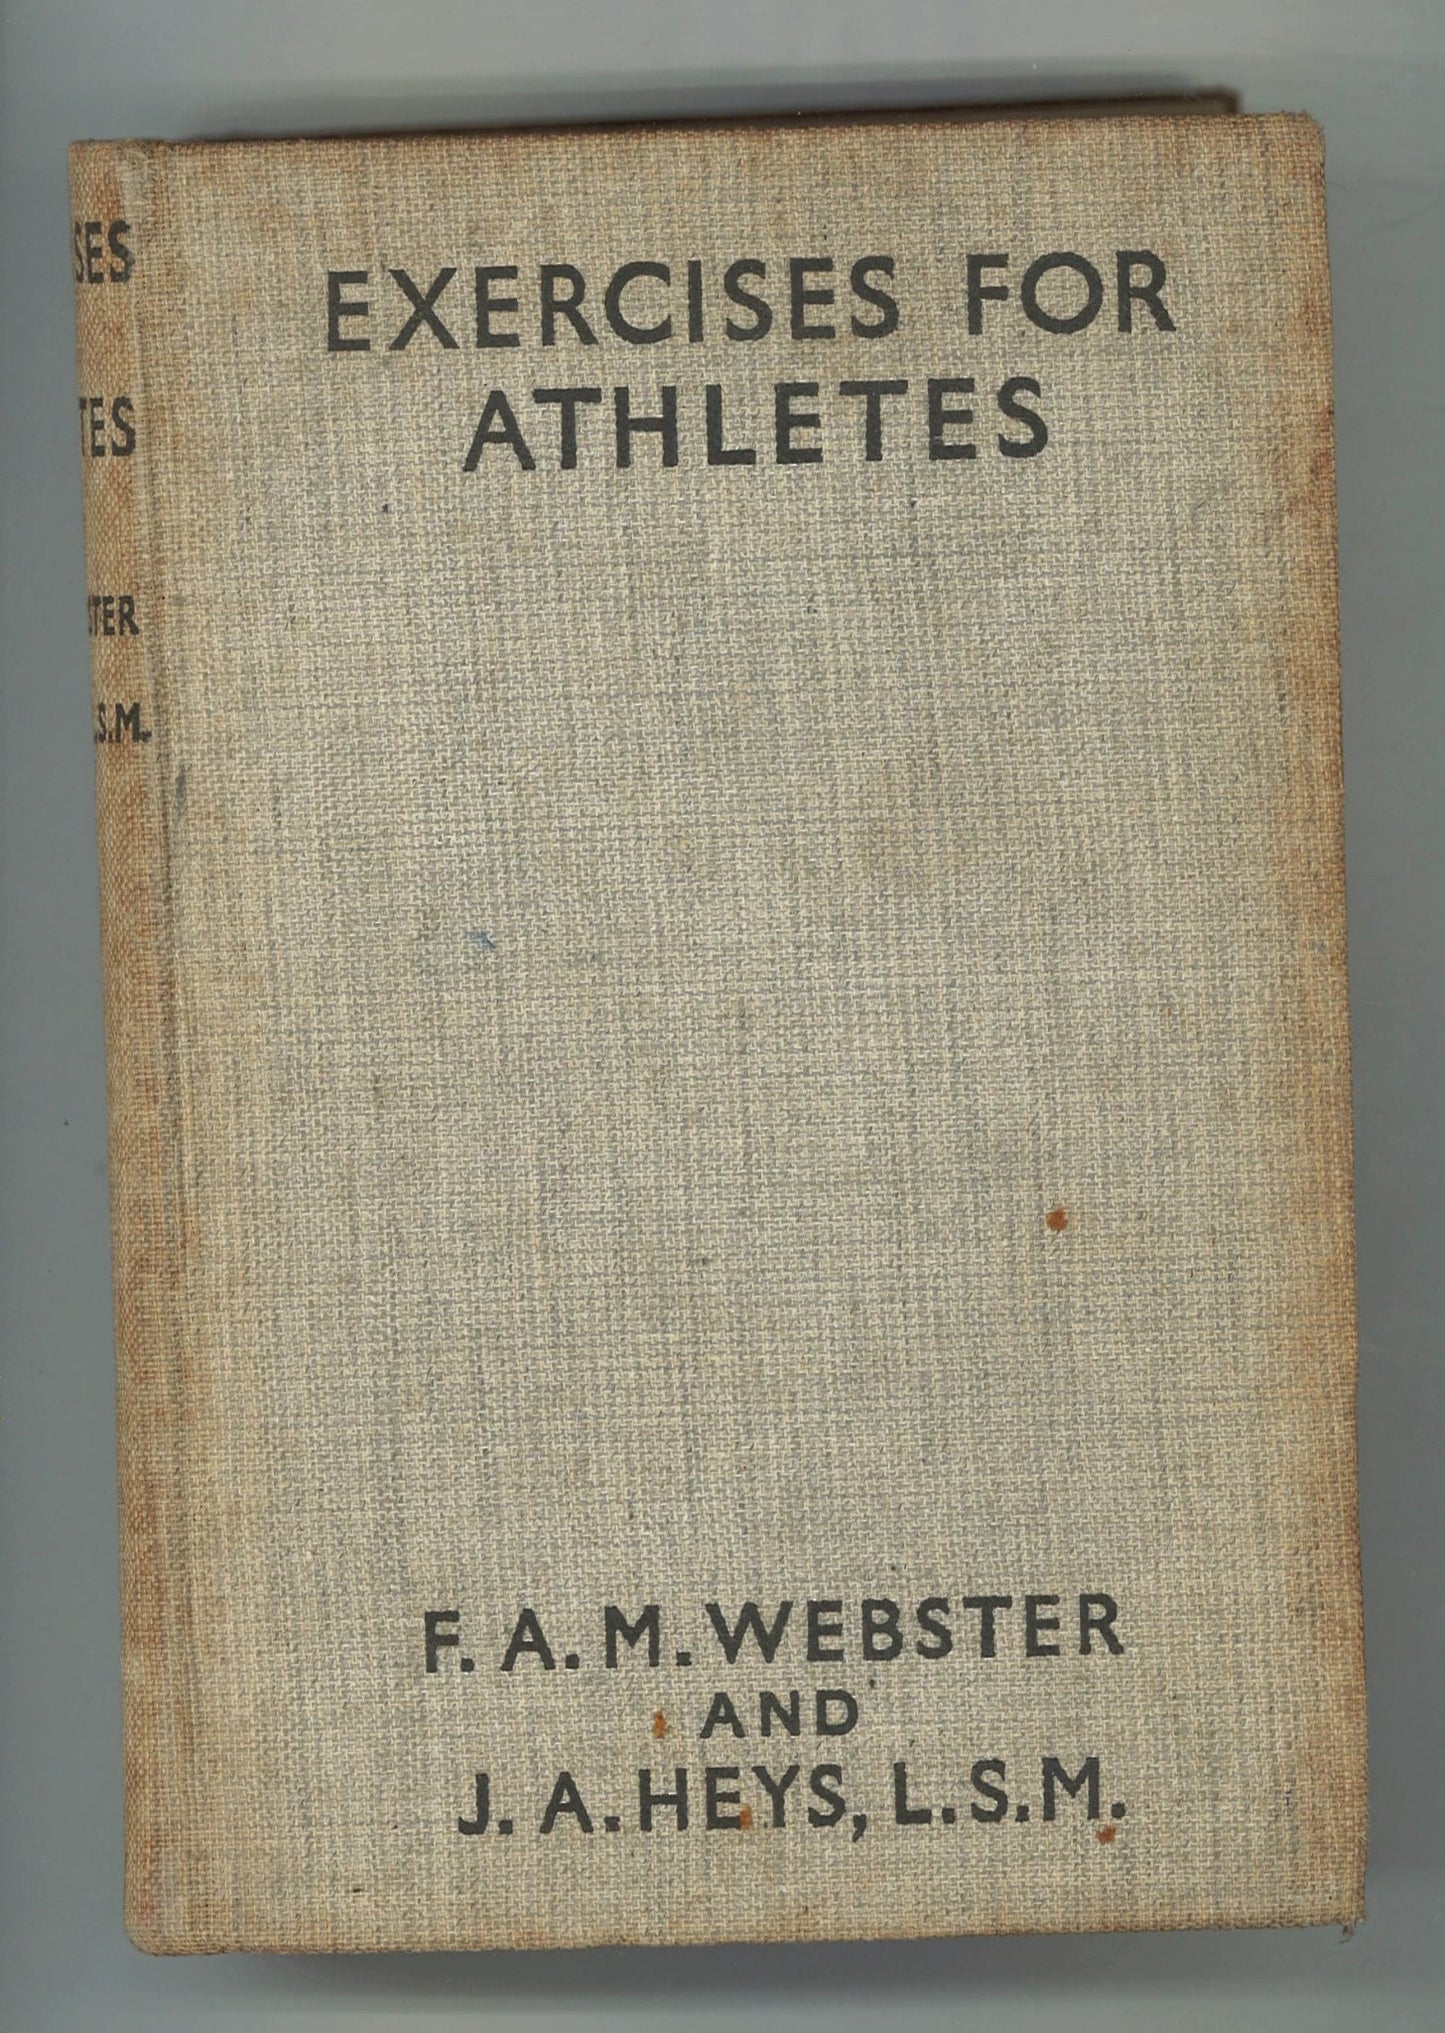 EXERCISES FOR
ATHLETES
F. A. M. WEBSTER
AND
J. A. HEYS, L.S.M.
SES
TES
STER
.S.M.